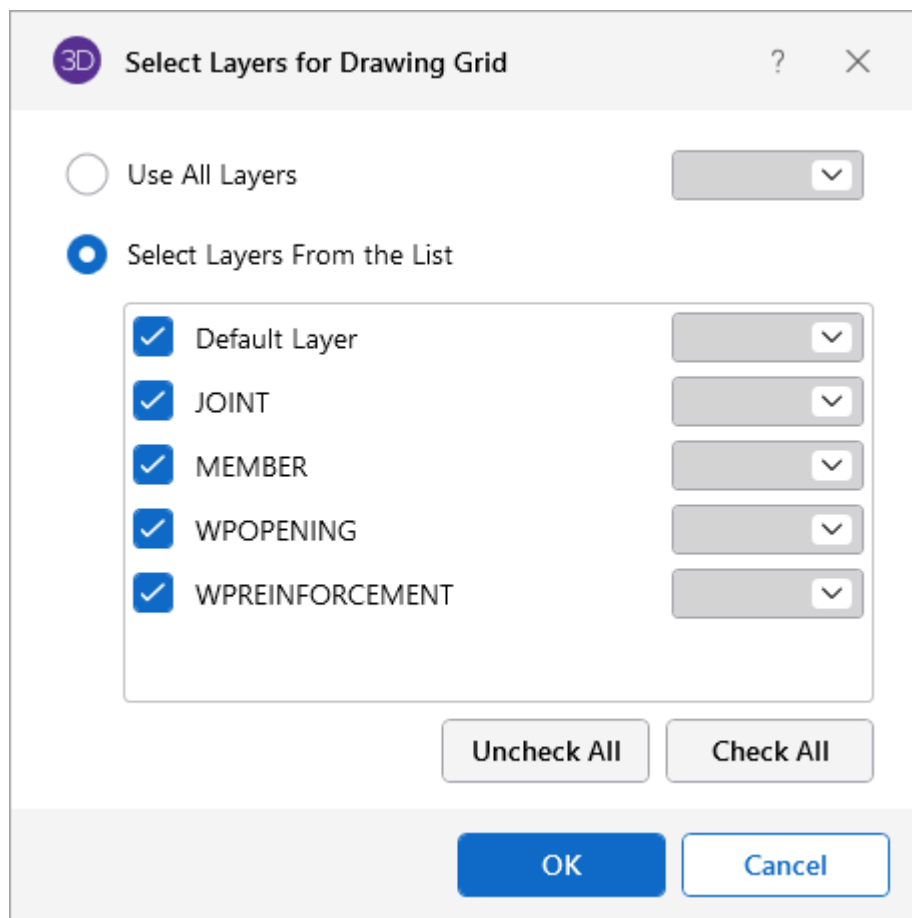 3D Select Layers for Drawing Grid ?
Use All Layers
Select Layers From the List
Default Layer
JOINT
MEMBER
WPOPENING
WPREINFORCEMENT
Uncheck All Check All
OK Cancel